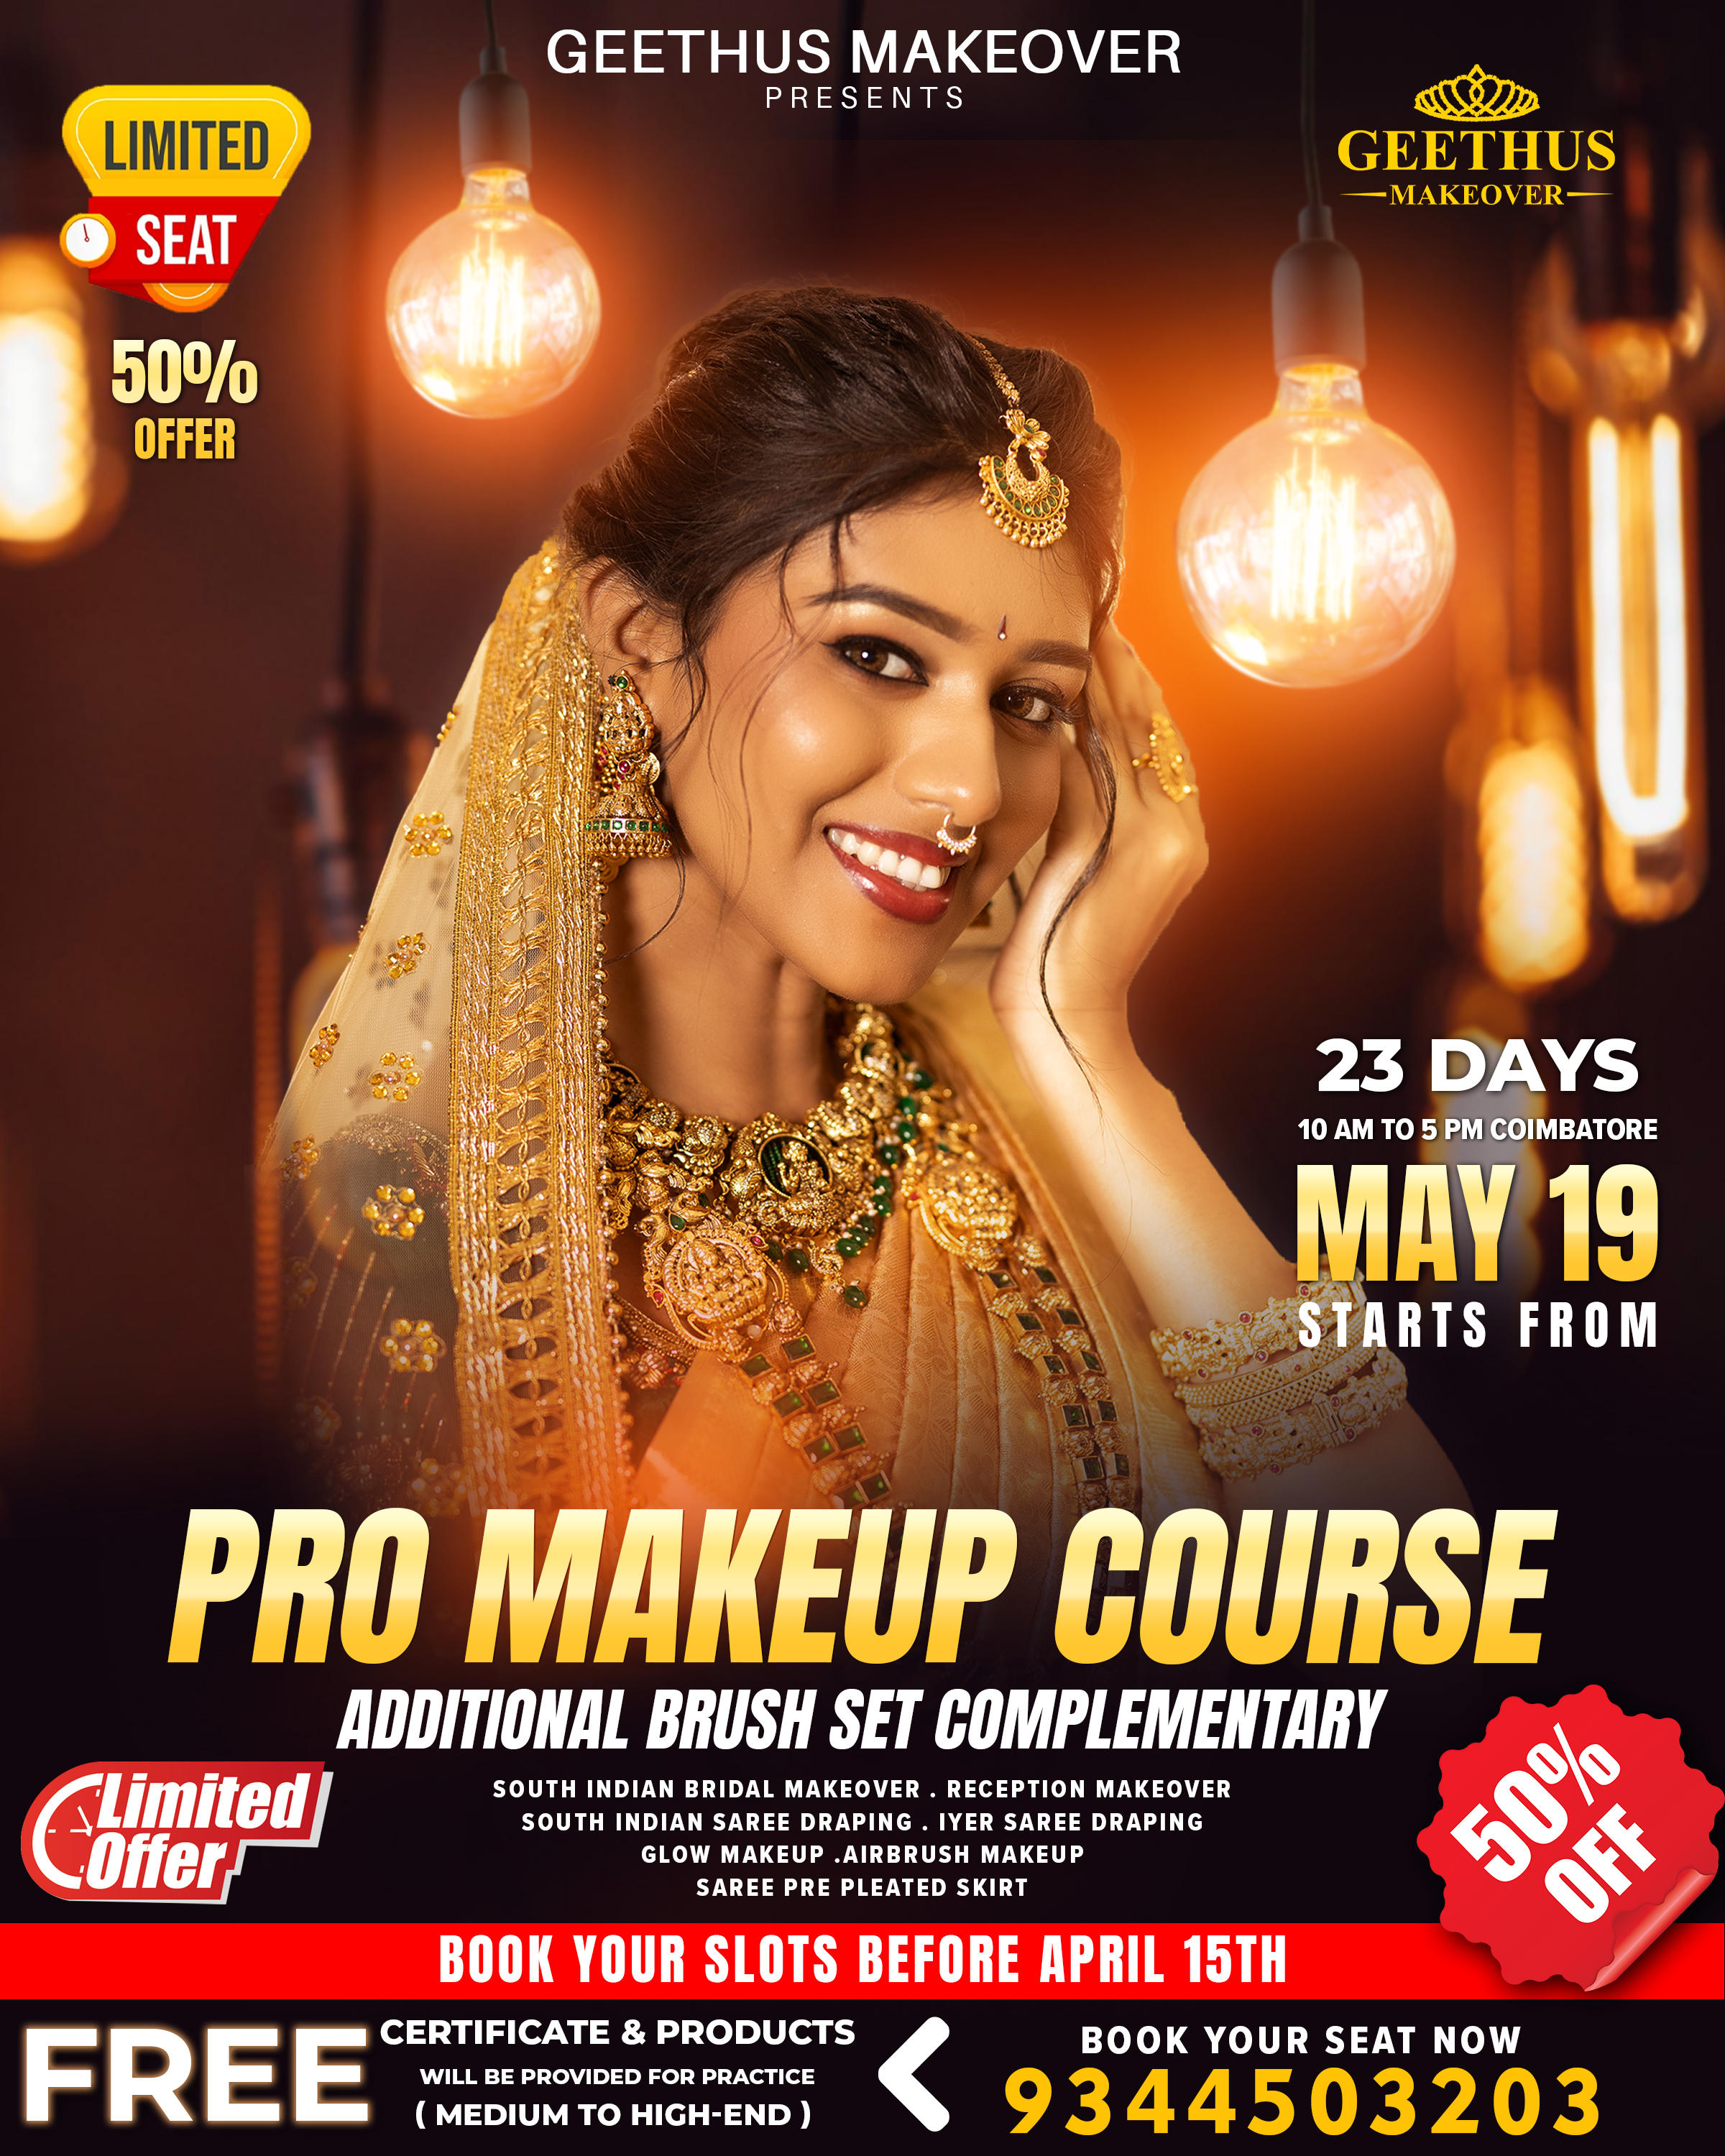 GEETHUS MAKEOVER
PRESENTS
LIMITED
SEAT
50%
OFFER
GEETHUS
MAKEOVER
23 DAYS
10 AM TO 5 PM COIMBATORE
MAY 19
STARTS FROM
PRO MAKEUP COURSE
ADDITIONAL BRUSH SET COMPLEMENTARY
Limited
Offer
SOUTH INDIAN BRIDAL MAKEOVER . RECEPTION MAKEOVER
SOUTH INDIAN SAREE DRAPING . IYER SAREE DRAPING
GLOW MAKEUP .AIRBRUSH MAKEUP
SAREE PRE PLEATED SKIRT
50%
OFF
BOOK YOUR SLOTS BEFORE APRIL 15TH
FREE
CERTIFICATE & PRODUCTS
WILL BE PROVIDED FOR PRACTICE
( MEDIUM TO HIGH-END )
BOOK YOUR SEAT NOW
9344503203